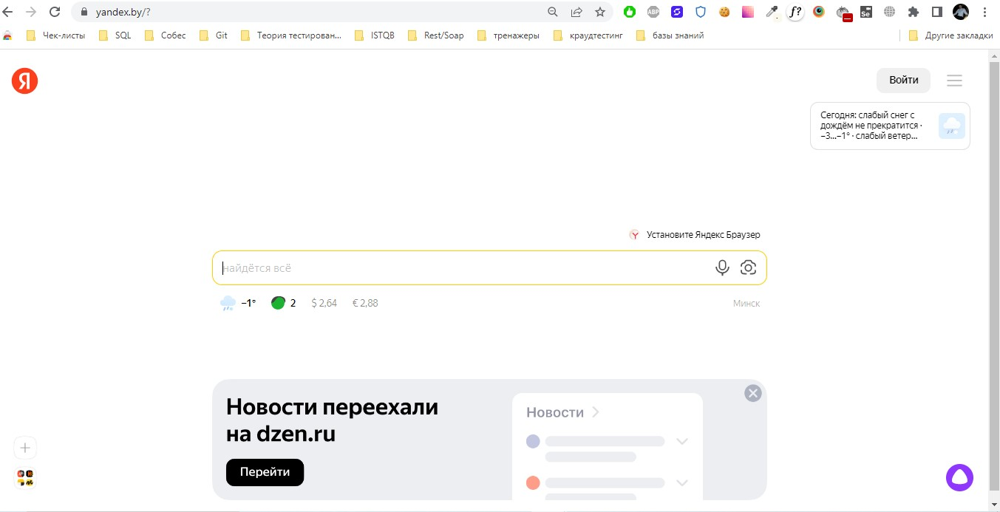 yandex.by/?
ABP
f?
Se
Чек-листы
SQL
Собес
Git
Теория тестирован...
ISTQB
Rest/Soap
тренажеры
краудтестинг
базы знаний
Другие закладки
Я
Войти
Сегодня: слабый снег с
дождём не прекратится ·
−3...−1° · слабый ветер...
Установите Яндекс Браузер
найдётся всё
−1°
2
$ 2,64
€ 2,88
Минск
Новости переехали
на dzen.ru
Перейти
Новости